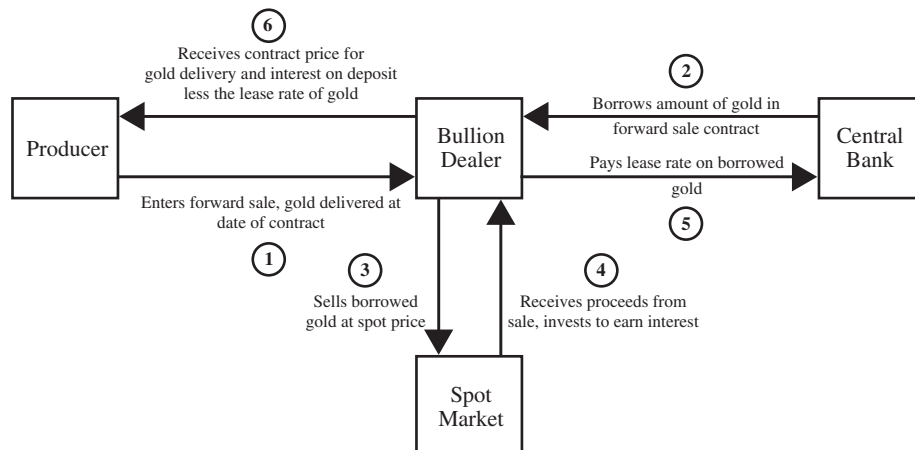 6
Receives contract price for
gold delivery and interest on deposit
less the lease rate of gold
2
Borrows amount of gold in
forward sale contract
Producer
Bullion
Dealer
Central
Bank
Enters forward sale, gold delivered at
date of contract
1
Pays lease rate on borrowed
gold
5
3
Sells borrowed
gold at spot price
4
Receives proceeds from
sale, invests to earn interest
Spot
Market